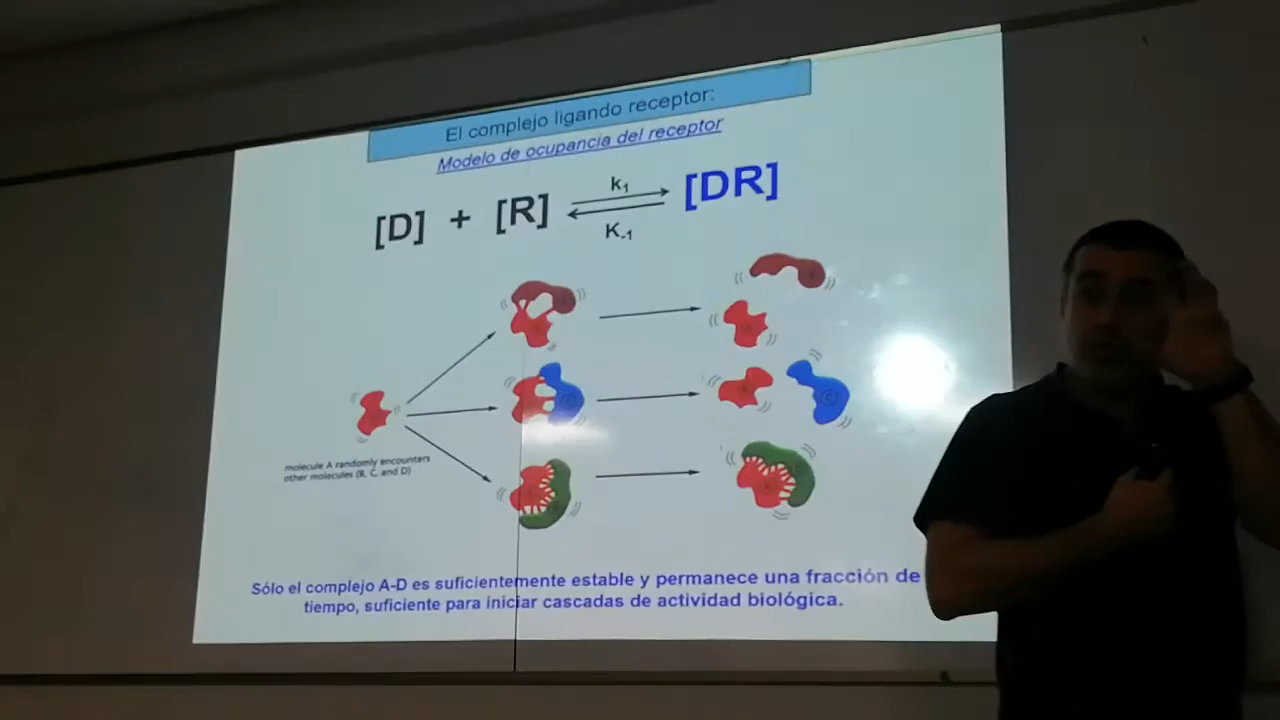 El complejo ligando receptor:
Modelo de ocupancia del receptor
[D] + [R] k1 K-1 [DR]
molecule A randomly encounters
other molecules (B, C, and D)
Sólo el complejo A-D es suficientemente estable y permanece una fracción de
tiempo, suficiente para iniciar cascadas de actividad biológica.